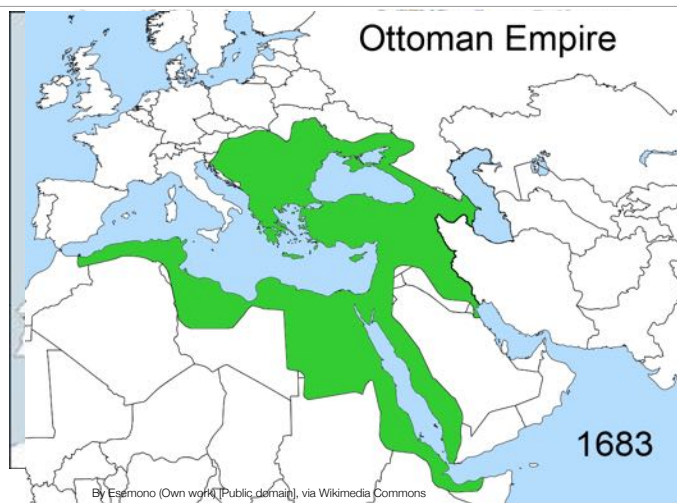 Ottoman Empire
1683
By Esemono (Own work) [Public domain], via Wikimedia Commons